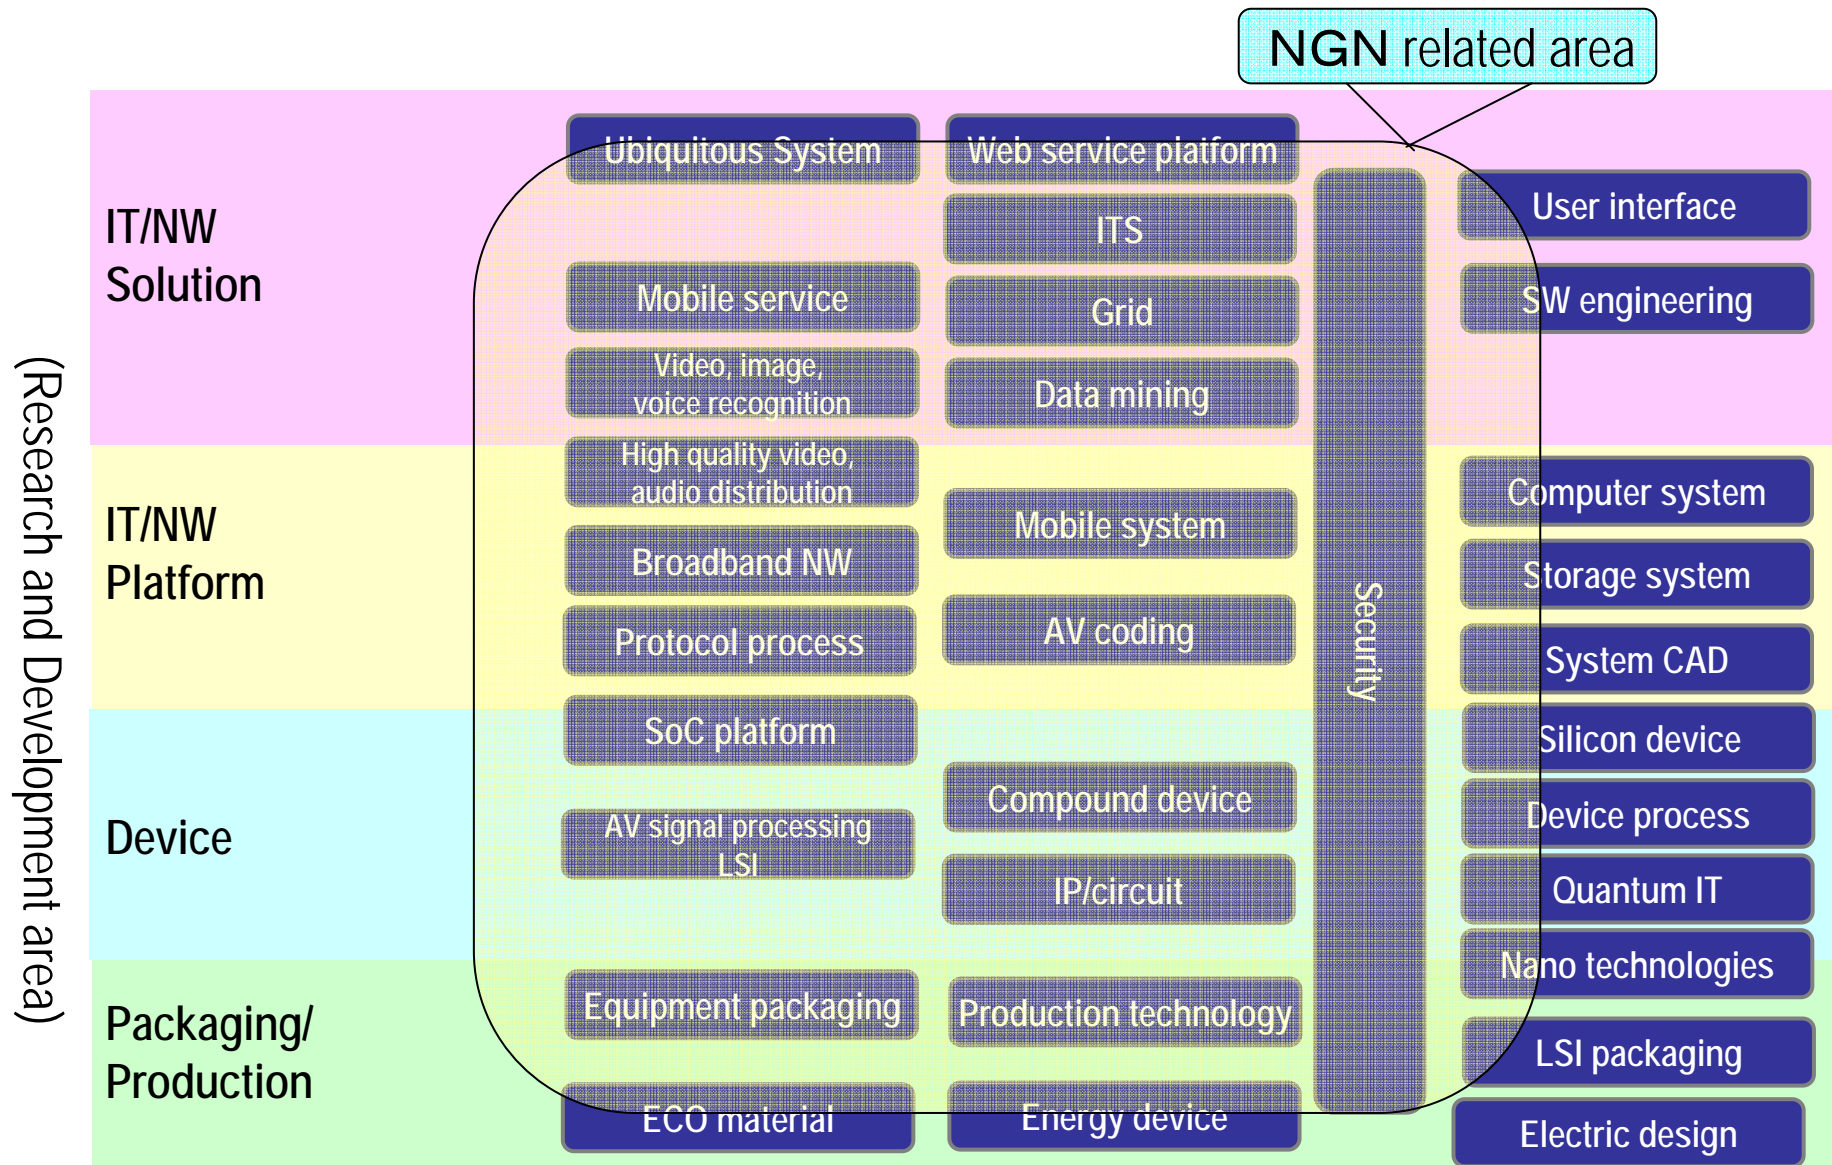 NGN related area
(Research and Development area)
IT/NW
Solution
Ubiquitous System
Web service platform
ITS
User interface
Mobile service
Grid
SW engineering
Video, image,
voice recognition
Data mining
Security
IT/NW
Platform
High quality video,
audio distribution
Mobile system
Computer system
Broadband NW
Storage system
Protocol process
AV coding
System CAD
Device
SoC platform
Silicon device
Compound device
Device process
AV signal processing
LSI
IP/circuit
Quantum IT
Nano technologies
Packaging/
Production
Equipment packaging
Production technology
LSI packaging
ECO material
Energy device
Electric design